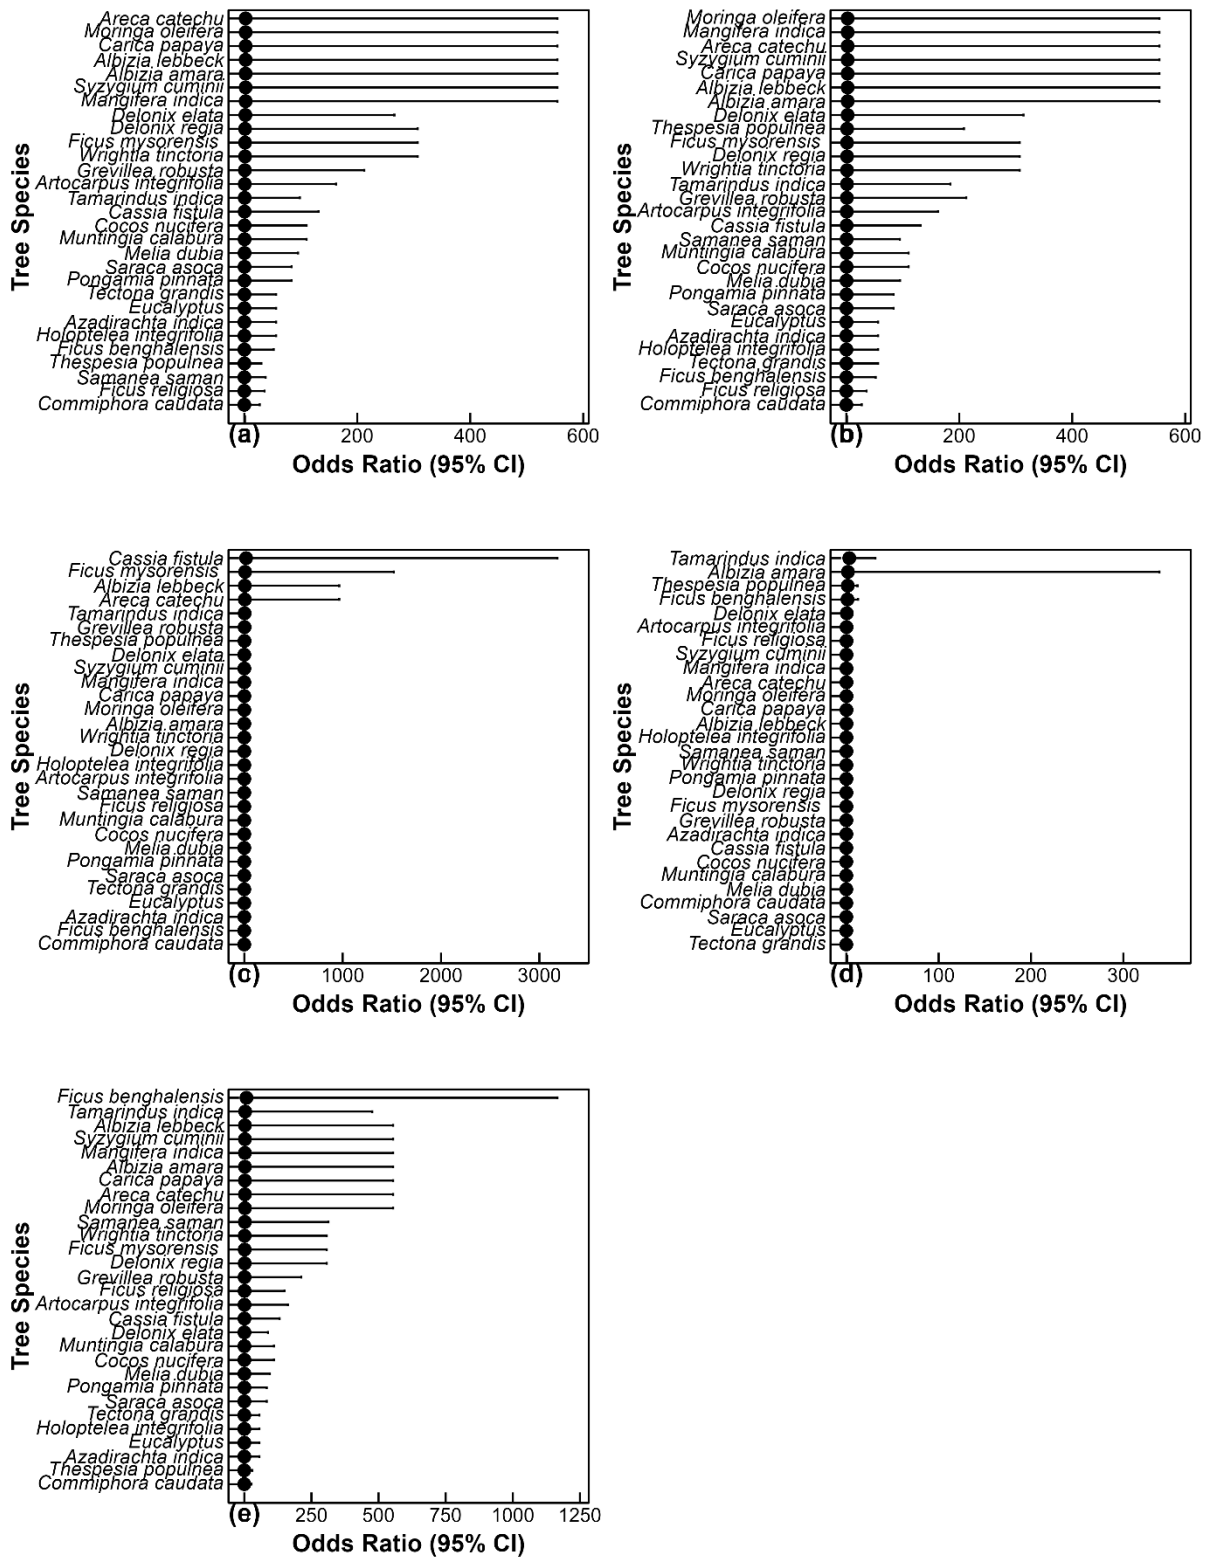 Tree Species
Areca catechu
Moringa oleifera
Carica papaya
Albizia lebbeck
Albizia amara
Syzygium cuminii
Mangifera indica
Delonix elata
Delonix regia
Ficus mysorensis
Wrightia tinctoria
Grevillea robusta
Artocarpus integrifolia
Tamarindus indica
Cassia fistula
Cocos nucifera
Muntingia calabura
Melia dubia
Saraca asoca
Pongamia pinnata
Tectona grandis
Eucalyptus
Azadirachta indica
Holoptelea integrifolia
Ficus benghalensis
Thespesia populnea
Samanea saman
Ficus religiosa
Commiphora caudata
(a) 200 400 600
Odds Ratio (95% CI)
Tree Species
Moringa oleifera
Mangifera indica
Areca catechu
Syzygium cuminii
Carica papaya
Albizia lebbeck
Albizia amara
Delonix elata
Thespesia populnea
Ficus mysorensis
Delonix regia
Wrightia tinctoria
Tamarindus indica
Grevillea robusta
Artocarpus integrifolia
Cassia fistula
Samanea saman
Muntingia calabura
Cocos nucifera
Melia dubia
Pongamia pinnata
Saraca asoca
Eucalyptus
Azadirachta indica
Holoptelea integrifolia
Tectona grandis
Ficus benghalensis
Ficus religiosa
Commiphora caudata
(b) 200 400 600
Odds Ratio (95% CI)
Tree Species
Cassia fistula
Ficus mysorensis
Albizia lebbeck
Areca catechu
Tamarindus indica
Grevillea robusta
Thespesia populnea
Delonix elata
Syzygium cuminii
Mangifera indica
Carica papaya
Moringa oleifera
Albizia amara
Wrightia tinctoria
Delonix regia
Holoptelea integrifolia
Artocarpus integrifolia
Samanea saman
Ficus religiosa
Muntingia calabura
Cocos nucifera
Melia dubia
Pongamia pinnata
Saraca asoca
Tectona grandis
Eucalyptus
Azadirachta indica
Ficus benghalensis
Commiphora caudata
(c) 1000 2000 3000
Odds Ratio (95% CI)
Tree Species
Tamarindus indica
Albizia amara
Thespesia populnea
Ficus benghalensis
Delonix elata
Artocarpus integrifolia
Ficus religiosa
Syzygium cuminii
Mangifera indica
Areca catechu
Moringa oleifera
Carica papaya
Albizia lebbeck
Holoptelea integrifolia
Samanea saman
Wrightia tinctoria
Pongamia pinnata
Delonix regia
Ficus mysorensis
Grevillea robusta
Azadirachta indica
Cassia fistula
Cocos nucifera
Muntingia calabura
Melia dubia
Commiphora caudata
Saraca asoca
Eucalyptus
Tectona grandis
(d) 100 200 300
Odds Ratio (95% CI)
Tree Species
Ficus benghalensis
Tamarindus indica
Albizia lebbeck
Syzygium cuminii
Mangifera indica
Albizia amara
Carica papaya
Areca catechu
Moringa oleifera
Samanea saman
Wrightia tinctoria
Ficus mysorensis
Delonix regia
Grevillea robusta
Ficus religiosa
Artocarpus integrifolia
Cassia fistula
Delonix elata
Muntingia calabura
Cocos nucifera
Melia dubia
Pongamia pinnata
Saraca asoca
Tectona grandis
Holoptelea integrifolia
Eucalyptus
Azadirachta indica
Thespesia populnea
Commiphora caudata
(e) 250 500 750 1000 1250
Odds Ratio (95% CI)